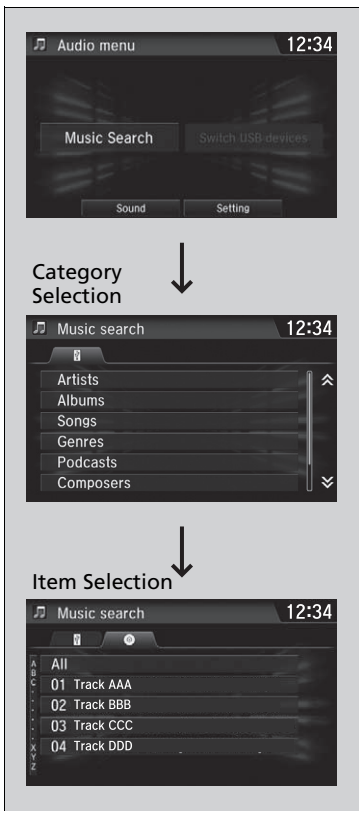 Audio menu 12:34
Music Search Switch USB devices
Sound Setting
Category
Selection
Music search 12:34
Artists
Albums
Songs
Genres
Podcasts
Composers
Item Selection
Music search 12:34
A
B
C
All
01 Track AAA
02 Track BBB
03 Track CCC
04 Track DDD
X
Y
Z